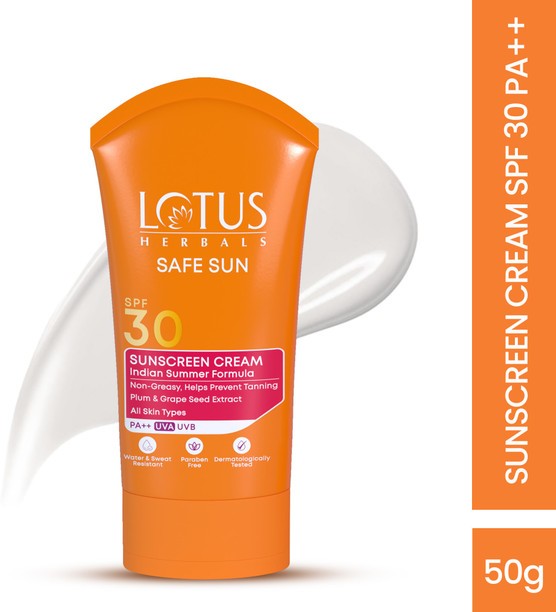 LOTUS
HERBALS
SAFE SUN
SPF
30
SUNSCREEN CREAM
Indian Summer Formula
Non-Greasy, Helps Prevent Tanning
Plum & Grape Seed Extract
All Skin Types
PA++ UVA UVB
Water & Sweat
Resistant
Paraben
Free
Dermatologically
Tested
SUNSCREEN CREAM SPF 30 PA++
50g